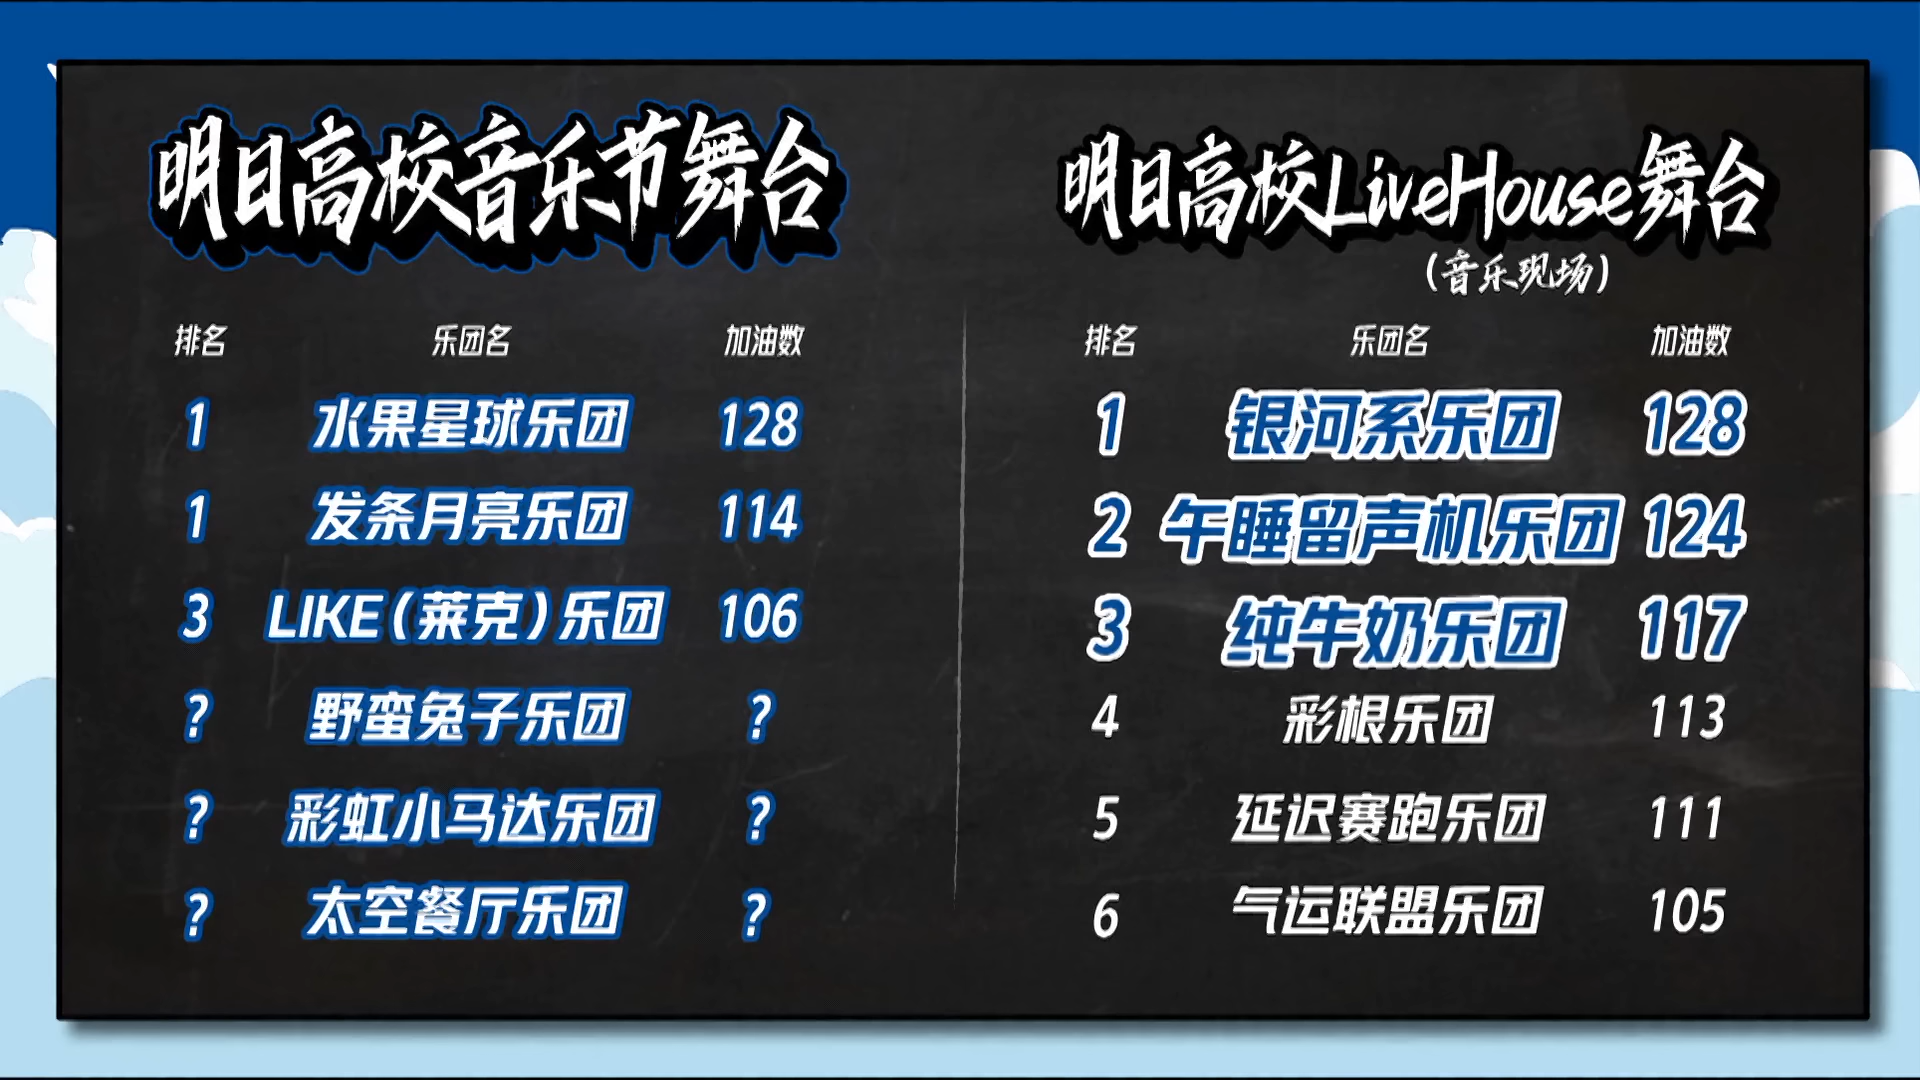 明日高校音乐节舞台
排名 乐团名 加油数
1 水果星球乐团 128
1 发条月亮乐团 114
3 LIKE（莱克）乐团 106
? 野蛮兔子乐团 ?
? 彩虹小马达乐团 ?
? 太空餐厅乐团 ?
明日高校LiveHouse舞台
（音乐现场）
排名 乐团名 加油数
1 银河系乐团 128
2 午睡留声机乐团 124
3 纯牛奶乐团 117
4 彩根乐团 113
5 延迟赛跑乐团 111
6 气运联盟乐团 105